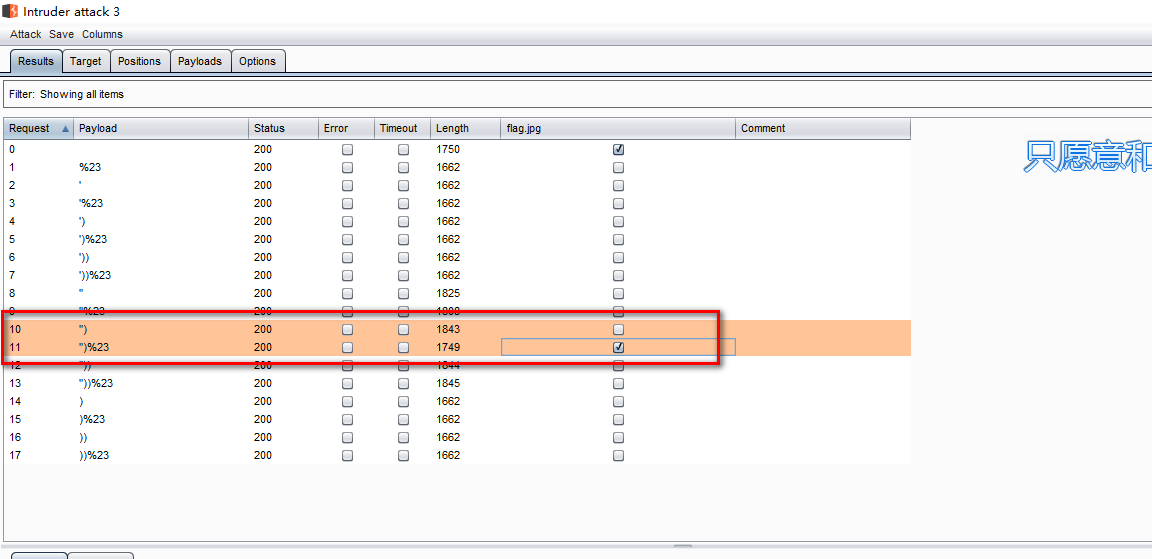 Intruder attack 3
Attack Save Columns
Results Target Positions Payloads Options
Filter: Showing all items
Request Payload Status Error Timeout Length flag.jpg Comment
0 200 1750
1 %23 200 1662
2 ' 200 1662
3 '%23 200 1662
4 ') 200 1662
5 ')%23 200 1662
6 ')) 200 1662
7 '))%23 200 1662
8 " 200 1825
9 "%23 200
10 ") 200 1843
11 ")%23 200 1749
12 ")) 200 1844
13 "))%23 200 1845
14 ) 200 1662
15 )%23 200 1662
16 )) 200 1662
17 ))%23 200 1662
只愿意和